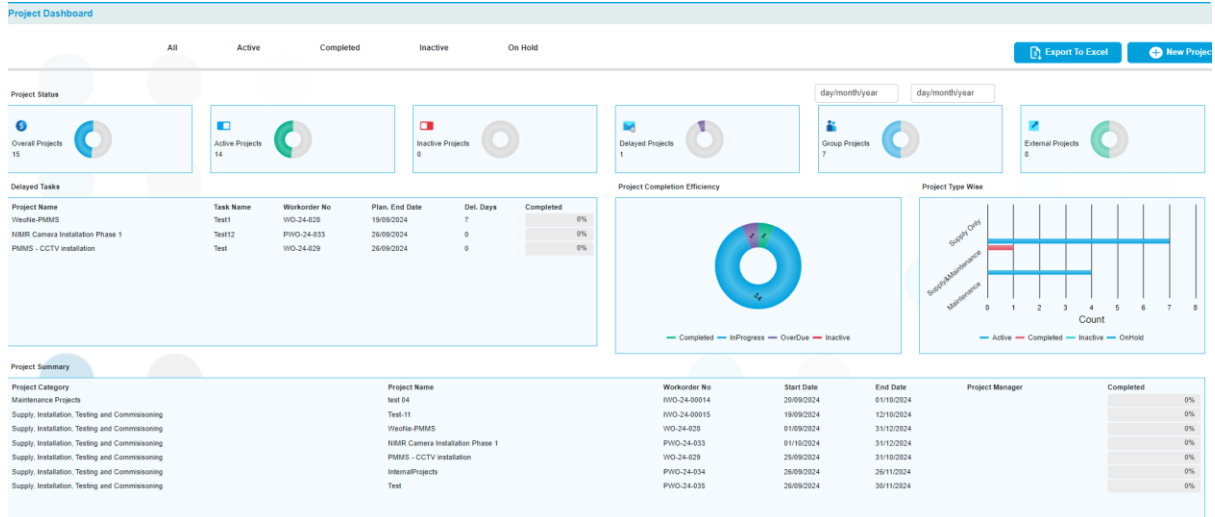 Project Dashboard
All Active Completed Inactive On Hold
Export To Excel New Projec
Project Status day/month/year day/month/year
Overall Projects
15
Active Projects
14
Inactive Projects
0
Delayed Projects
1
Group Projects
7
External Projects
8
Delayed Tasks
Project Name Task Name Workorder No Plan. End Date Del. Days Completed
WeoNe-PMMS Test1 WO-24-028 19/09/2024 7 0%
NIMR Camera Installation Phase 1 Test12 PWO-24-033 26/09/2024 0 0%
PMMS - CCTV installation Test WO-24-029 26/09/2024 0 0%
Project Completion Efficiency
1 1
14
Completed InProgress OverDue Inactive
Project Type Wise
Supply Only
Supply&Maintenance
Maintenance
0 1 2 3 4 5 6 7 8
Count
Active Completed Inactive OnHold
Project Summary
Project Category Project Name Workorder No Start Date End Date Project Manager Completed
Maintenance Projects test 04 IWO-24-00014 20/09/2024 01/10/2024 0%
Supply, Installation, Testing and Commisisoning Test-11 IWO-24-00015 19/09/2024 12/10/2024 0%
Supply, Installation, Testing and Commisisoning WeoNe-PMMS WO-24-028 01/09/2024 31/12/2024 0%
Supply, Installation, Testing and Commisisoning NIMR Camera Installation Phase 1 PWO-24-033 01/10/2024 31/12/2024 0%
Supply, Installation, Testing and Commisisoning PMMS - CCTV installation WO-24-029 25/09/2024 31/10/2024 0%
Supply, Installation, Testing and Commisisoning InternalProjects PWO-24-034 26/09/2024 26/11/2024 0%
Supply, Installation, Testing and Commisisoning Test PWO-24-035 26/09/2024 30/11/2024 0%